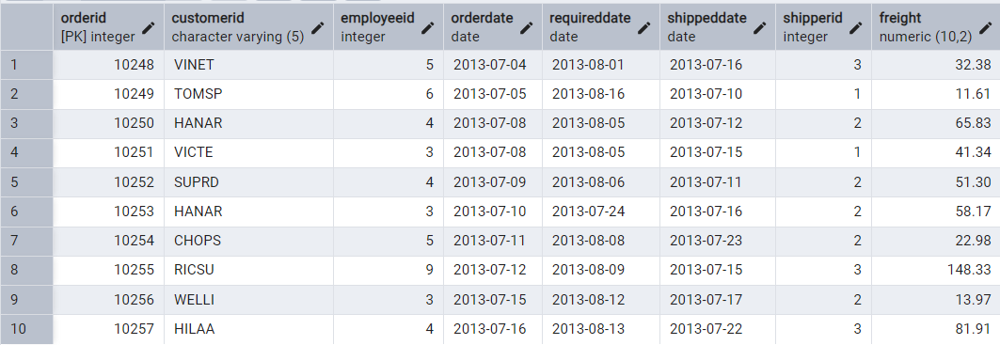 orderid customerid employeeid orderdate requireddate shippeddate shipperid freight
[PK] integer character varying (5) integer date date date integer numeric (10,2)
1 10248 VINET 5 2013-07-04 2013-08-01 2013-07-16 3 32.38
2 10249 TOMSP 6 2013-07-05 2013-08-16 2013-07-10 1 11.61
3 10250 HANAR 4 2013-07-08 2013-08-05 2013-07-12 2 65.83
4 10251 VICTE 3 2013-07-08 2013-08-05 2013-07-15 1 41.34
5 10252 SUPRD 4 2013-07-09 2013-08-06 2013-07-11 2 51.30
6 10253 HANAR 3 2013-07-10 2013-07-24 2013-07-16 2 58.17
7 10254 CHOPS 5 2013-07-11 2013-08-08 2013-07-23 2 22.98
8 10255 RICSU 9 2013-07-12 2013-08-09 2013-07-15 3 148.33
9 10256 WELLI 3 2013-07-15 2013-08-12 2013-07-17 2 13.97
10 10257 HILAA 4 2013-07-16 2013-08-13 2013-07-22 3 81.91